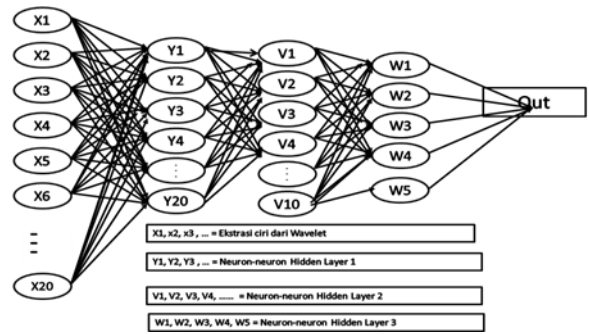 X1
X2
X3
X4
X5
X6
X20
Y1
Y2
Y3
Y4
Y20
V1
V2
V3
V4
V10
W1
W2
W3
W4
W5
Out
X1, x2, x3 , ... = Ekstrasi ciri dari Wavelet
Y1, Y2, Y3 , ... = Neuron-neuron Hidden Layer 1
V1, V2, V3, V4, ...... = Neuron-neuron Hidden Layer 2
W1, W2, W3, W4, W5 = Neuron-neuron Hidden Layer 3